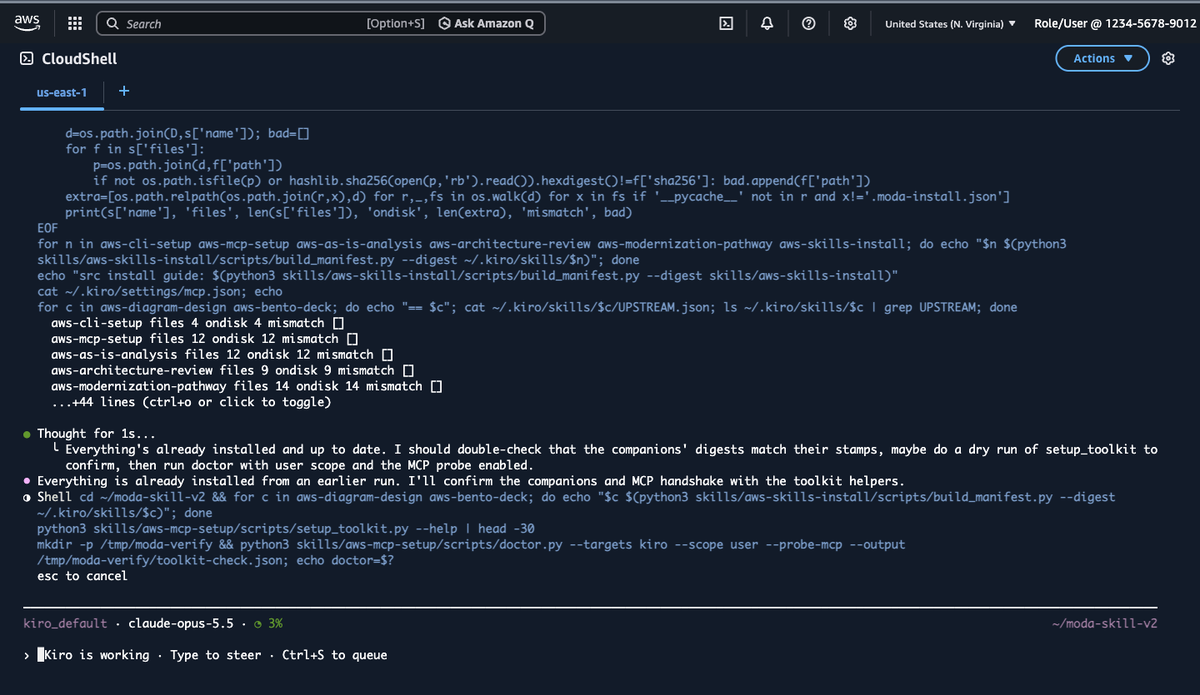 aws
Search [Option+S] Ask Amazon Q
United States (N. Virginia) ▼ Role/User @ 1234-5678-9012
CloudShell
Actions ▼
us-east-1 +
d=os.path.join(D,s['name']); bad=[]
for f in s['files']:
p=os.path.join(d,f['path'])
if not os.path.isfile(p) or hashlib.sha256(open(p,'rb').read()).hexdigest()!=f['sha256']: bad.append(f['path'])
extra=[os.path.relpath(os.path.join(r,x),d) for r,_,fs in os.walk(d) for x in fs if '__pycache__' not in r and x!='.moda-install.json']
print(s['name'], 'files', len(s['files']), 'ondisk', len(extra), 'mismatch', bad)
EOF
for n in aws-cli-setup aws-mcp-setup aws-as-is-analysis aws-architecture-review aws-modernization-pathway aws-skills-install; do echo "$n $(python3
skills/aws-skills-install/scripts/build_manifest.py --digest ~/.kiro/skills/$n)"; done
echo "src install guide: $(python3 skills/aws-skills-install/scripts/build_manifest.py --digest skills/aws-skills-install)"
cat ~/.kiro/settings/mcp.json; echo
for c in aws-diagram-design aws-bento-deck; do echo "== $c"; cat ~/.kiro/skills/$c/UPSTREAM.json; ls ~/.kiro/skills/$c | grep UPSTREAM; done
aws-cli-setup files 4 ondisk 4 mismatch []
aws-mcp-setup files 12 ondisk 12 mismatch []
aws-as-is-analysis files 12 ondisk 12 mismatch []
aws-architecture-review files 9 ondisk 9 mismatch []
aws-modernization-pathway files 14 ondisk 14 mismatch []
...+44 lines (ctrl+o or click to toggle)
● Thought for 1s...
└ Everything's already installed and up to date. I should double-check that the companions' digests match their stamps, maybe do a dry run of setup_toolkit to
confirm, then run doctor with user scope and the MCP probe enabled.
● Everything is already installed from an earlier run. I'll confirm the companions and MCP handshake with the toolkit helpers.
◑ Shell cd ~/moda-skill-v2 && for c in aws-diagram-design aws-bento-deck; do echo "$c $(python3 skills/aws-skills-install/scripts/build_manifest.py --digest
~/.kiro/skills/$c)"; done
python3 skills/aws-mcp-setup/scripts/setup_toolkit.py --help | head -30
mkdir -p /tmp/moda-verify && python3 skills/aws-mcp-setup/scripts/doctor.py --targets kiro --scope user --probe-mcp --output
/tmp/moda-verify/toolkit-check.json; echo doctor=$?
esc to cancel
kiro_default · claude-opus-5.5 · ◔ 3% ~/moda-skill-v2
› Kiro is working · Type to steer · Ctrl+S to queue